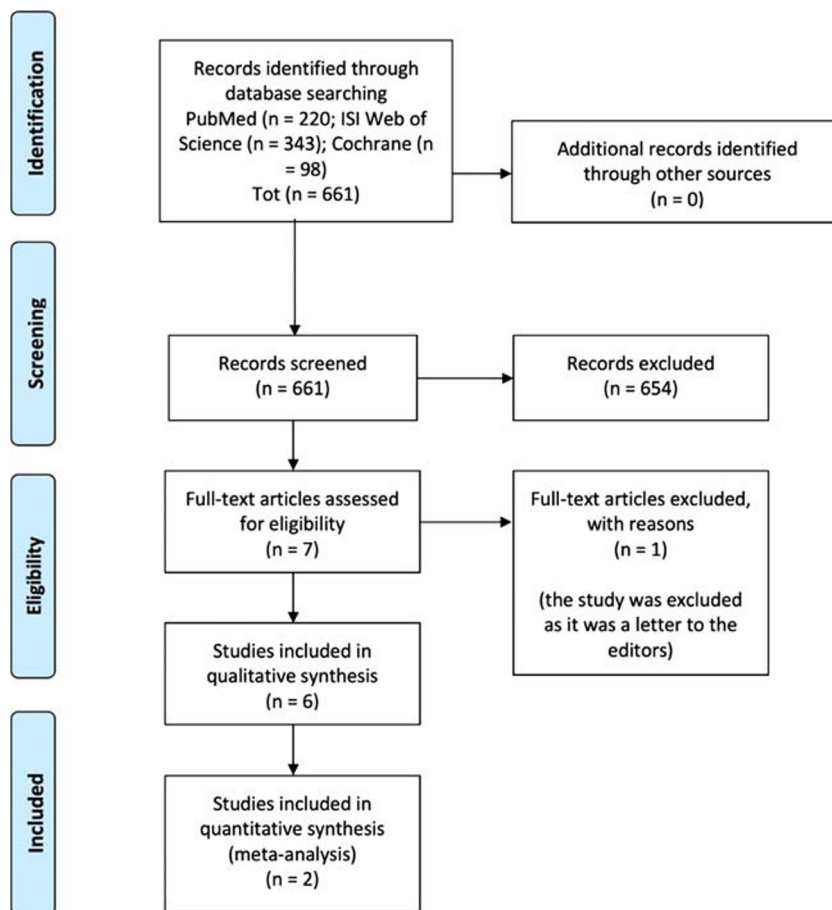 Identification
Records identified through
database searching
PubMed (n = 220; ISI Web of
Science (n = 343); Cochrane (n
= 98)
Tot (n = 661)
Additional records identified
through other sources
(n = 0)
Screening
Records screened
(n = 661)
Records excluded
(n = 654)
Eligibility
Full-text articles assessed
for eligibility
(n = 7)
Full-text articles excluded,
with reasons
(n = 1)
(the study was excluded
as it was a letter to the
editors)
Studies included in
qualitative synthesis
(n = 6)
Included
Studies included in
quantitative synthesis
(meta-analysis)
(n = 2)